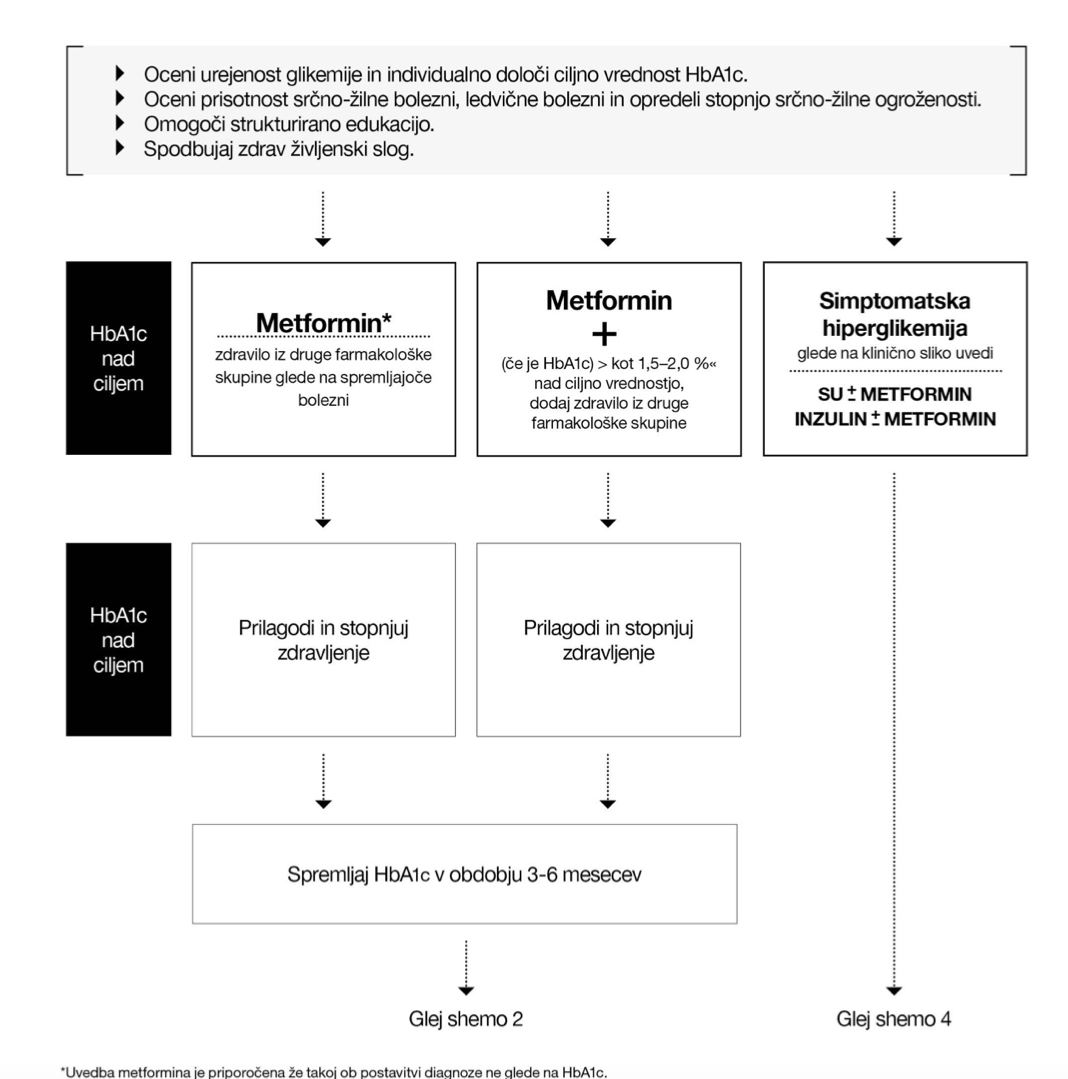 Oceni urejenost glikemije in individualno določi ciljno vrednost HbA1c.
Oceni prisotnost srčno-žilne bolezni, ledvične bolezni in opredeli stopnjo srčno-žilne ogroženosti.
Omogoči strukturirano edukacijo.
Spodbujaj zdrav življenski slog.
HbA1c
nad
ciljem
Metformin*
zdravilo iz druge farmakološke
skupine glede na spremljajoče
bolezni
Metformin
+
(če je HbA1c) > kot 1,5–2,0 %«
nad ciljno vrednostjo,
dodaj zdravilo iz druge
farmakološke skupine
Simptomatska
hiperglikemija
glede na klinično sliko uvedi
SU ± METFORMIN
INZULIN ± METFORMIN
HbA1c
nad
ciljem
Prilagodi in stopnjuj
zdravljenje
Prilagodi in stopnjuj
zdravljenje
Spremljaj HbA1c v obdobju 3-6 mesecev
Glej shemo 2
Glej shemo 4
*Uvedba metformina je priporočena že takoj ob postavitvi diagnoze ne glede na HbA1c.